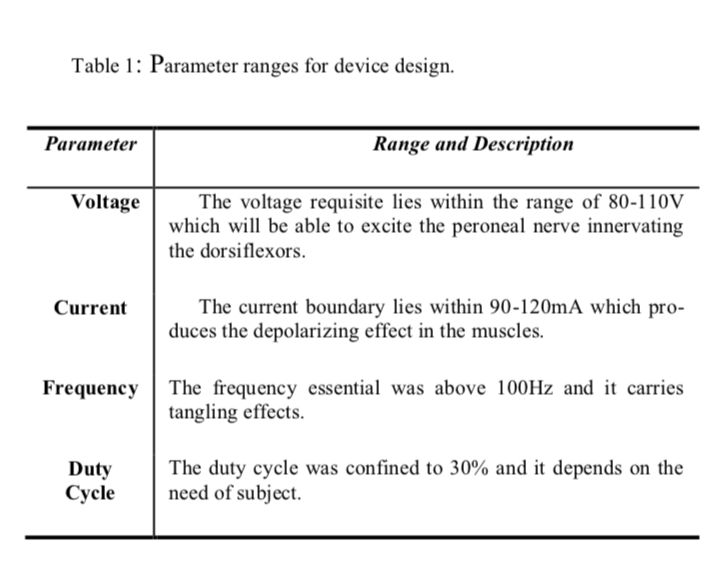 Table 1: Parameter ranges for device design.
Parameter Range and Description
Voltage The voltage requisite lies within the range of 80-110V
which will be able to excite the peroneal nerve innervating
the dorsiflexors.
Current The current boundary lies within 90-120mA which pro-
duces the depolarizing effect in the muscles.
Frequency The frequency essential was above 100Hz and it carries
tangling effects.
Duty The duty cycle was confined to 30% and it depends on the
Cycle need of subject.